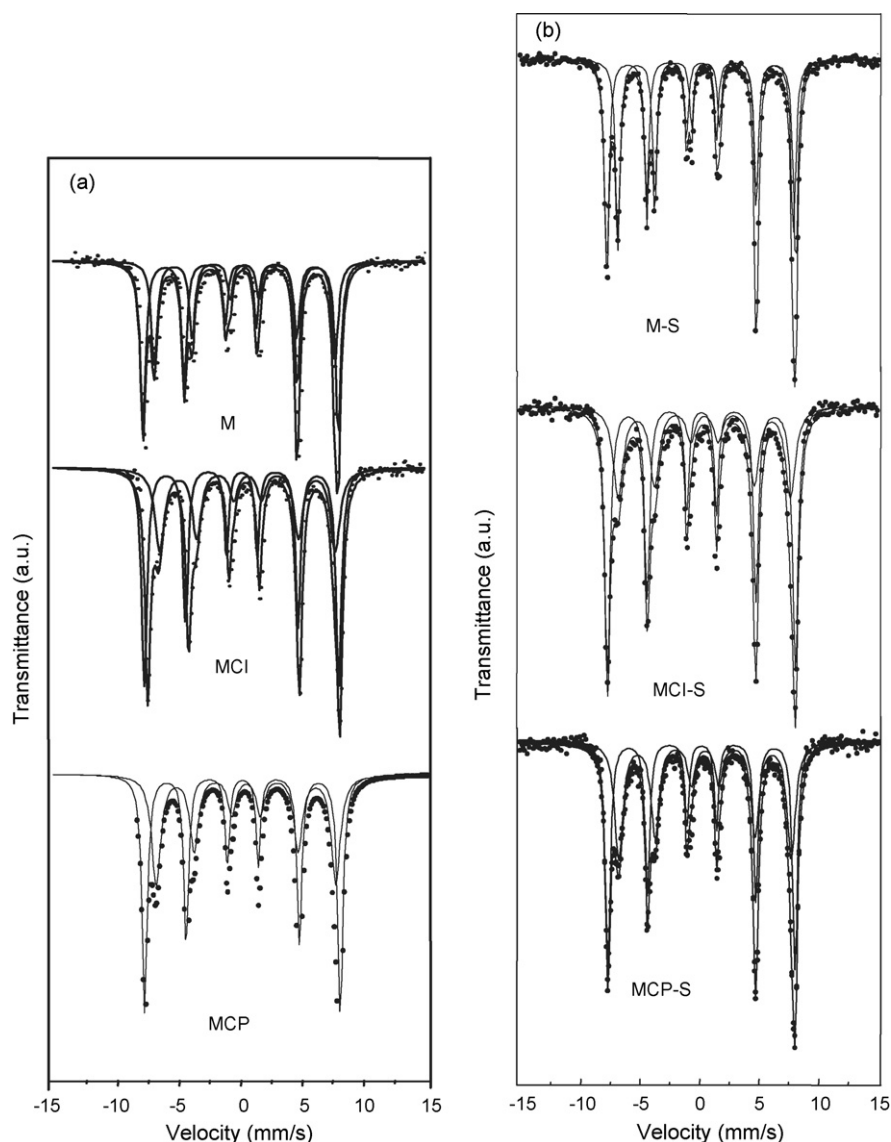 (a)
M
MCI
MCP
Transmittance (a.u.)
-15 -10 -5 0 5 10 15
Velocity (mm/s)
(b)
M-S
MCI-S
MCP-S
Transmittance (a.u.)
-15 -10 -5 0 5 10 15
Velocity (mm/s)